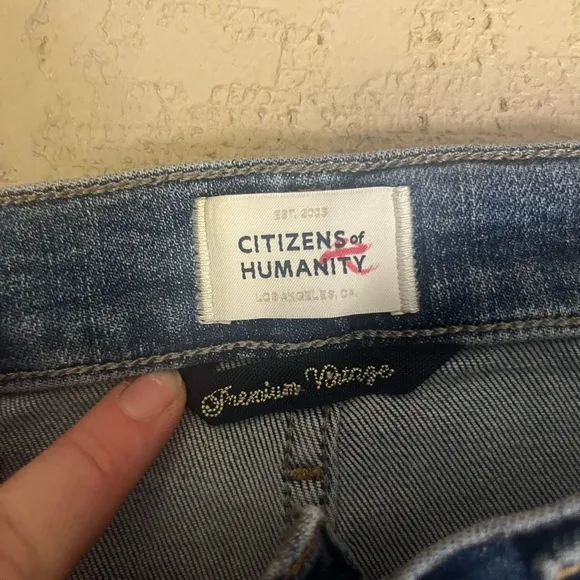 EST. 2003
CITIZENS of
HUMANITY
LOS ANGELES, CA.
Premium Vintage